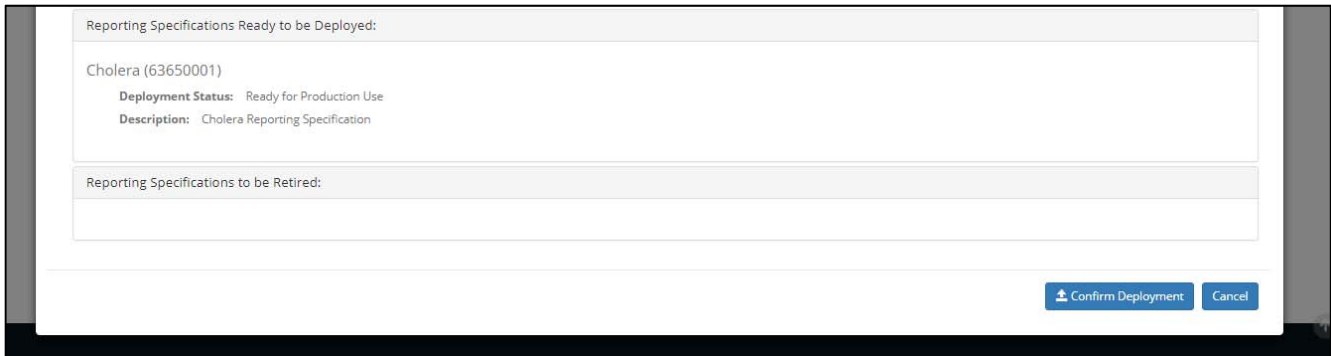 Reporting Specifications Ready to be Deployed:
Cholera (63650001)
Deployment Status: Ready for Production Use
Description: Cholera Reporting Specification
Reporting Specifications to be Retired:
Confirm Deployment Cancel